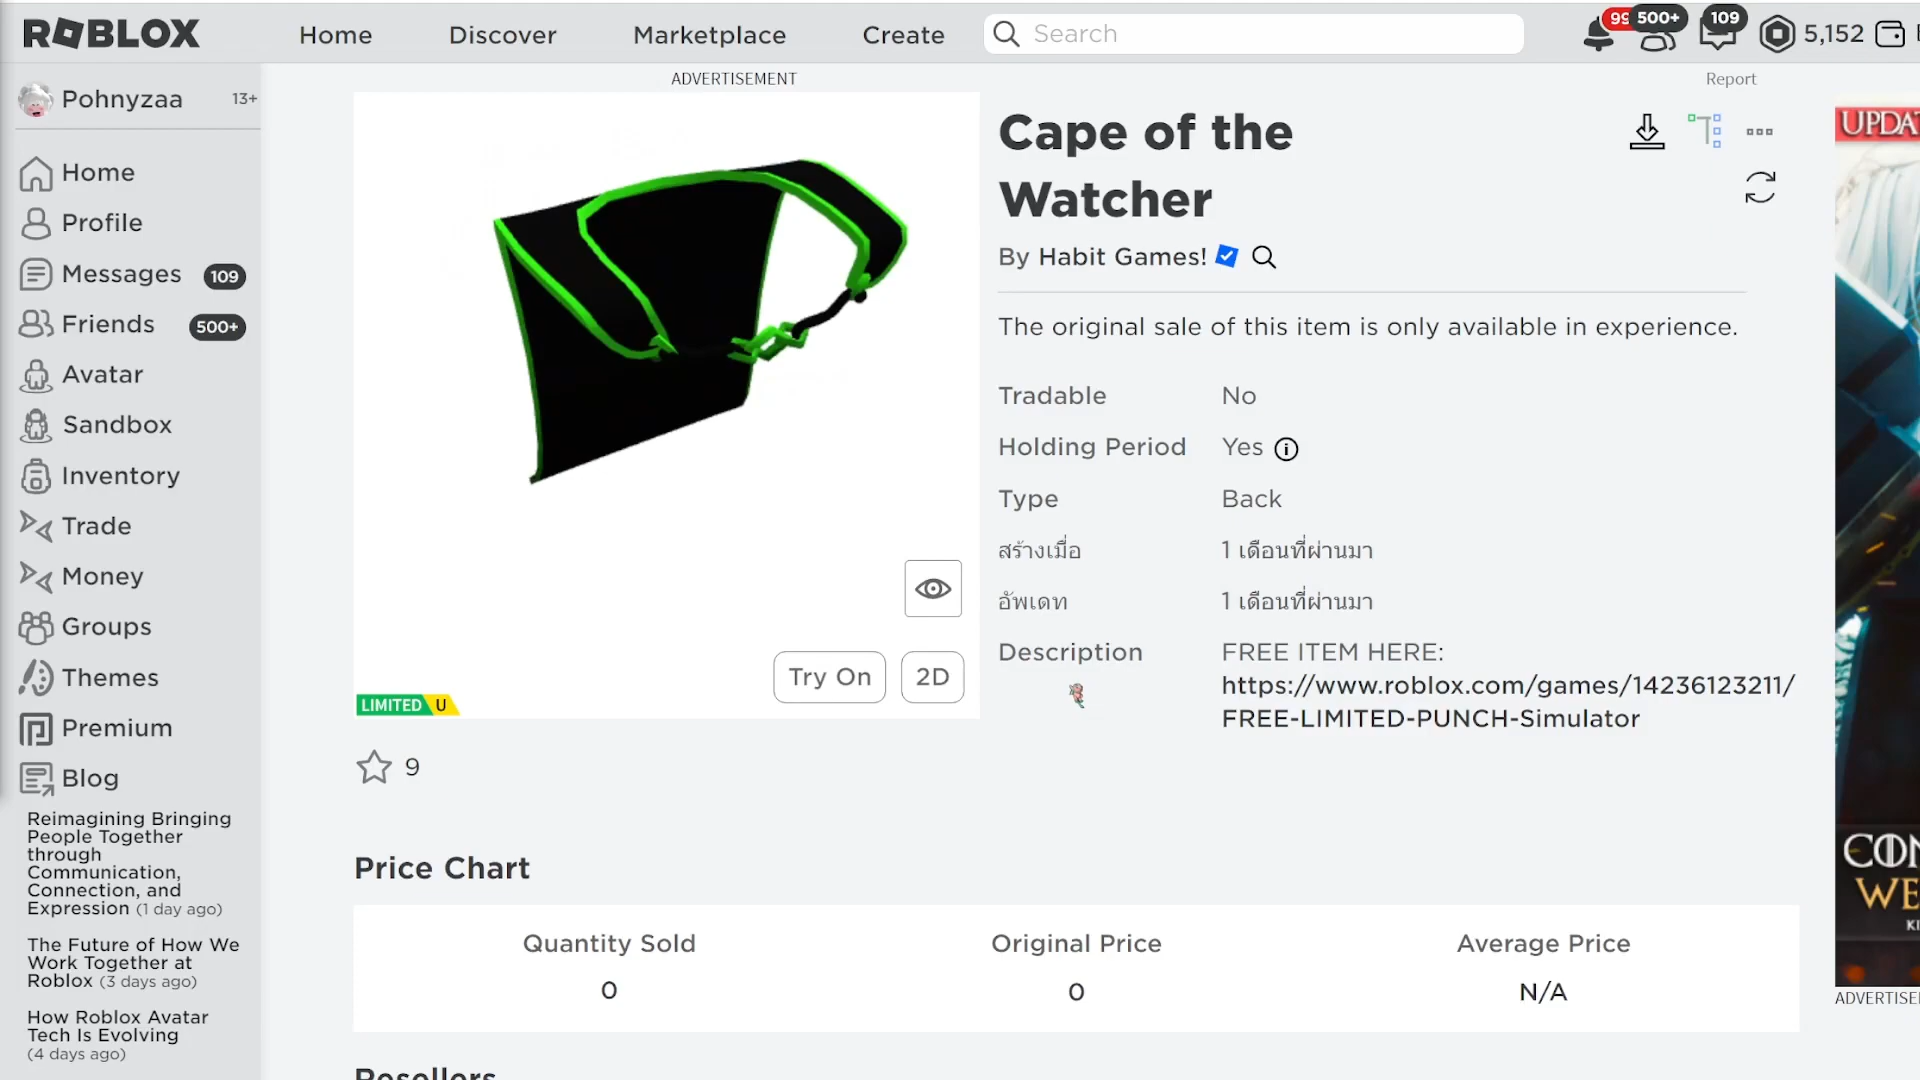 ROBLOX
Home
Discover
Marketplace
Create
Search
99
500+
109
5,152
ADVERTISEMENT
Report
Pohnyzaa
13+
Home
Profile
Messages
109
Friends
500+
Avatar
Sandbox
Inventory
Trade
Money
Groups
Themes
Premium
Blog
Reimagining Bringing
People Together
through
Communication,
Connection, and
Expression (1 day ago)
The Future of How We
Work Together at
Roblox (3 days ago)
How Roblox Avatar
Tech Is Evolving
(4 days ago)
Try On
2D
LIMITED U
9
Cape of the
Watcher
By Habit Games!
The original sale of this item is only available in experience.
Tradable
No
Holding Period
Yes
Type
Back
สร้างเมื่อ
1 เดือนที่ผ่านมา
อัพเดท
1 เดือนที่ผ่านมา
Description
FREE ITEM HERE:
https://www.roblox.com/games/14236123211/
FREE-LIMITED-PUNCH-Simulator
Price Chart
Quantity Sold
0
Original Price
0
Average Price
N/A
Resellers
UPDAT
CON
WE
KI
ADVERTISE